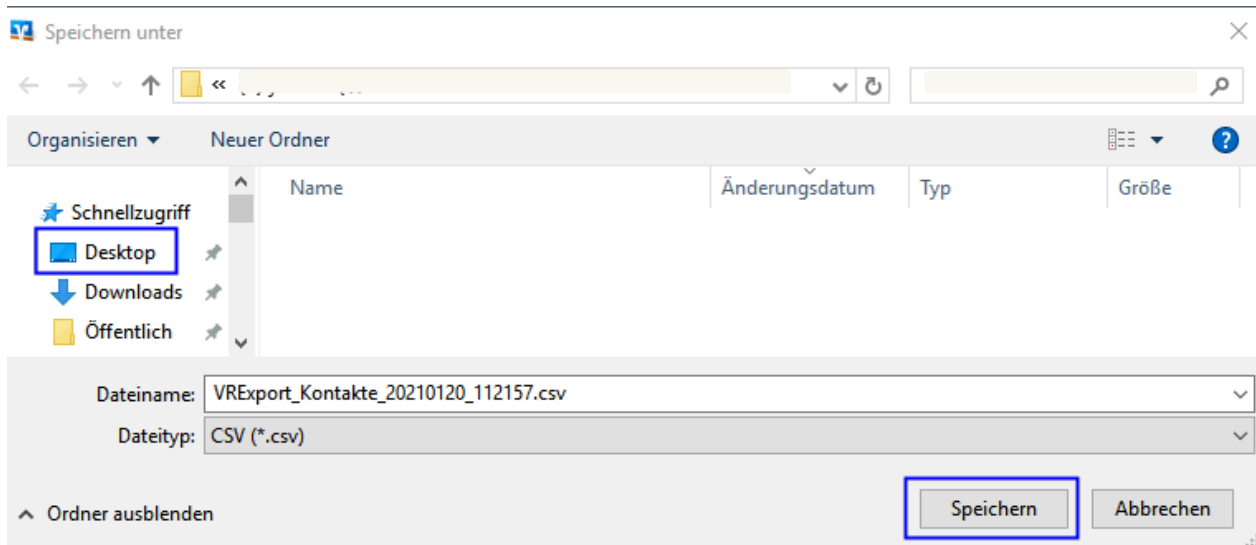 Speichern unter
«
Organisieren Neuer Ordner ?
Name Änderungsdatum Typ Größe
Schnellzugriff
Desktop
Downloads
Öffentlich
Dateiname: VRExport_Kontakte_20210120_112157.csv
Dateityp: CSV (*.csv)
Ordner ausblenden Speichern Abbrechen